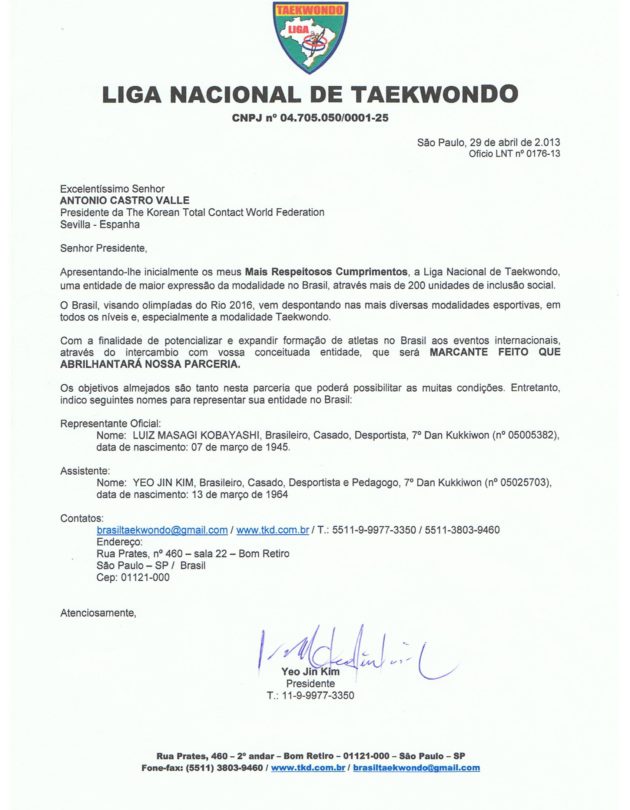 TAEKWONDO
LIGA
LIGA NACIONAL DE TAEKWONDO
CNPJ nº 04.705.050/0001-25
São Paulo, 29 de abril de 2.013
Ofício LNT nº 0176-13
Excelentíssimo Senhor
ANTONIO CASTRO VALLE
Presidente da The Korean Total Contact World Federation
Sevilla - Espanha
Senhor Presidente,
Apresentando-lhe inicialmente os meus Mais Respeitosos Cumprimentos, a Liga Nacional de Taekwondo,
uma entidade de maior expressão da modalidade no Brasil, através mais de 200 unidades de inclusão social.
O Brasil, visando olimpíadas do Rio 2016, vem despontando nas mais diversas modalidades esportivas, em
todos os níveis e, especialmente a modalidade Taekwondo.
Com a finalidade de potencializar e expandir formação de atletas no Brasil aos eventos internacionais,
através do intercambio com vossa conceituada entidade, que será MARCANTE FEITO QUE
ABRILHANTARÁ NOSSA PARCERIA.
Os objetivos almejados são tanto nesta parceria que poderá possibilitar as muitas condições. Entretanto,
indico seguintes nomes para representar sua entidade no Brasil:
Representante Oficial:
Nome: LUIZ MASAGI KOBAYASHI, Brasileiro, Casado, Desportista, 7º Dan Kukkiwon (nº 05005382),
data de nascimento: 07 de março de 1945.
Assistente:
Nome: YEO JIN KIM, Brasileiro, Casado, Desportista e Pedagogo, 7º Dan Kukkiwon (nº 05025703),
data de nascimento: 13 de março de 1964
Contatos:
brasiltaekwondo@gmail.com / www.tkd.com.br / T.: 5511-9-9977-3350 / 5511-3803-9460
Endereço:
Rua Prates, nº 460 – sala 22 – Bom Retiro
São Paulo – SP / Brasil
Cep: 01121-000
Atenciosamente,
Yeo Jin Kim
Presidente
T.: 11-9-9977-3350
Rua Prates, 460 – 2º andar – Bom Retiro – 01121-000 – São Paulo – SP
Fone-fax: (5511) 3803-9460 / www.tkd.com.br / brasiltaekwondo@gmail.com